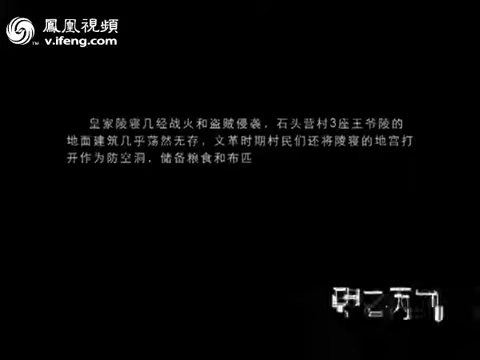 鳳凰視頻
v.ifeng.com
皇家陵寝几经战火和盗贼侵袭，石头营村3座王爷陵的
地面建筑几乎荡然无存，文革时期村民们还将陵寝的地宫打
开作为防空洞，储备粮食和布匹